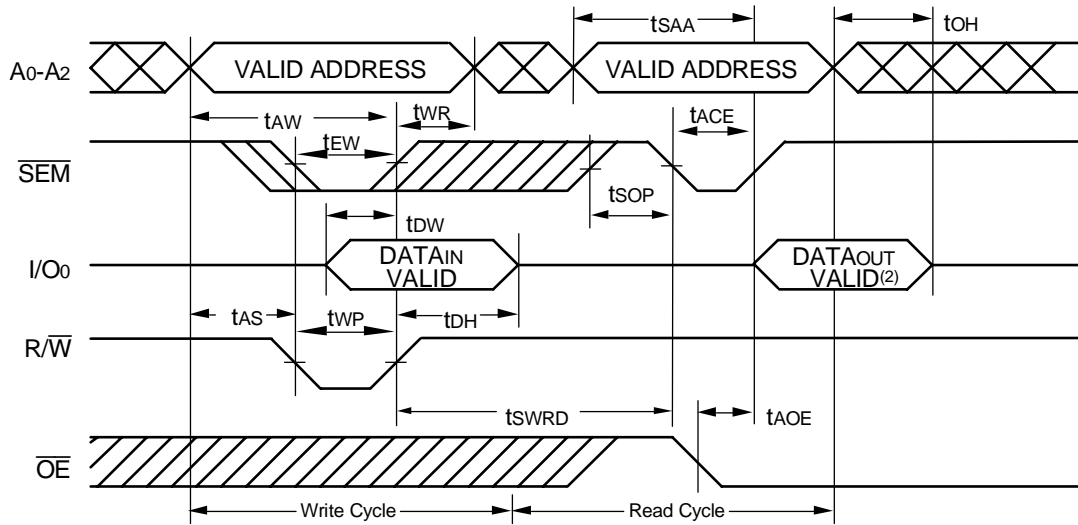 tSAA
tOH
A0-A2
VALID ADDRESS
VALID ADDRESS
tAW
tWR
tACE
tEW
SEM
tSOP
tDW
I/O0
DATAIN
VALID
DATAOUT
VALID(2)
tAS
tWP
tDH
R/W
tSWRD
tAOE
OE
Write Cycle
Read Cycle